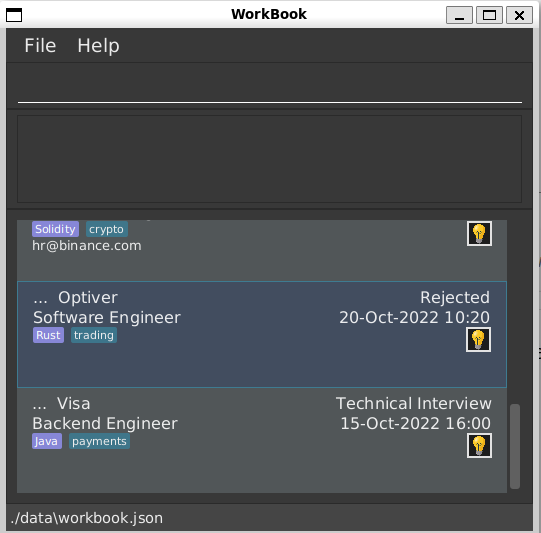 WorkBook
File Help
Solidity crypto
hr@binance.com
... Optiver Rejected
Software Engineer 20-Oct-2022 10:20
Rust trading
... Visa Technical Interview
Backend Engineer 15-Oct-2022 16:00
Java payments
./data\workbook.json